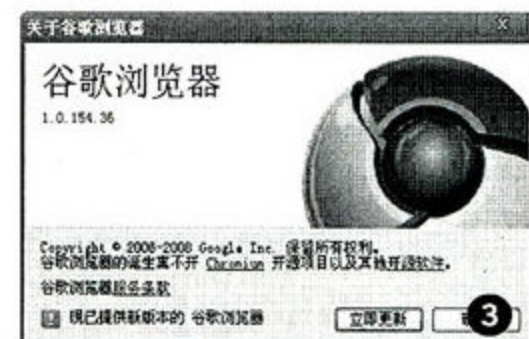 关于谷歌浏览器
谷歌浏览器
1.0.154.36
Copyright © 2006-2008 Google Inc. 保留所有权利。
谷歌浏览器的诞生离不开 Chromium 开源项目以及其他开源软件。
谷歌浏览器服务条款
现已提供新版本的 谷歌浏览器
立即更新
3